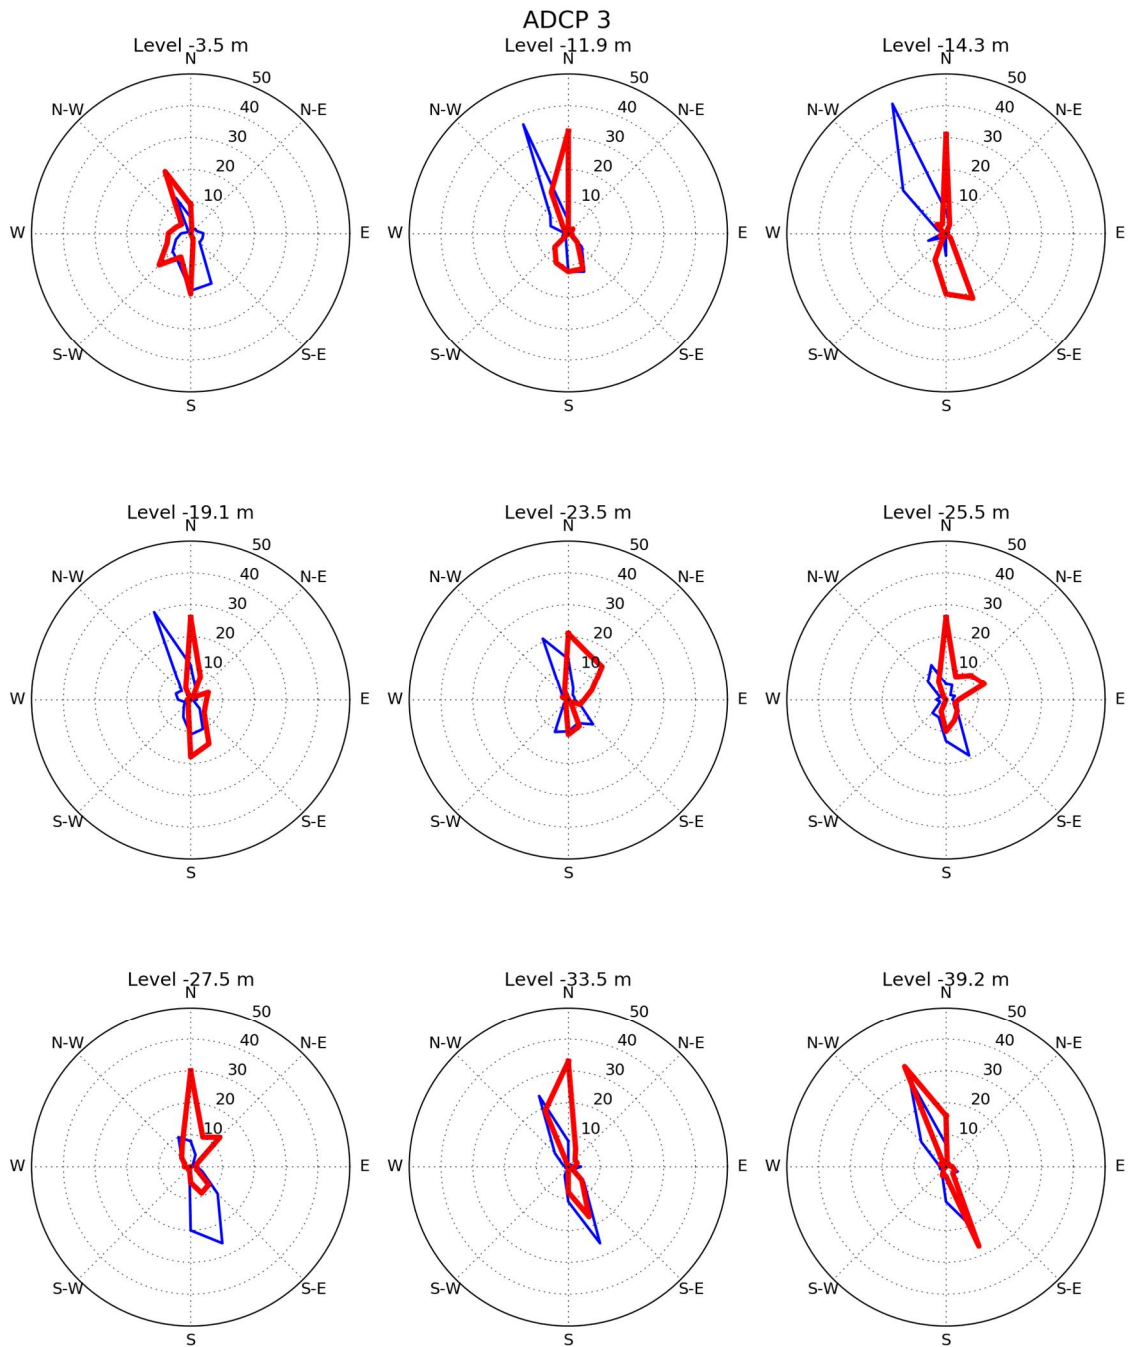 ADCP 3
Level -3.5 m
N
50
N-W
40
N-E
30
20
10
W
E
S-W
S-E
S
Level -11.9 m
N
50
N-W
40
N-E
30
20
10
W
E
S-W
S-E
S
Level -14.3 m
N
50
N-W
40
N-E
30
20
10
W
E
S-W
S-E
S
Level -19.1 m
N
50
N-W
40
N-E
30
20
10
W
E
S-W
S-E
S
Level -23.5 m
N
50
N-W
40
N-E
30
20
10
W
E
S-W
S-E
S
Level -25.5 m
N
50
N-W
40
N-E
30
20
10
W
E
S-W
S-E
S
Level -27.5 m
N
50
N-W
40
N-E
30
20
10
W
E
S-W
S-E
S
Level -33.5 m
N
50
N-W
40
N-E
30
20
10
W
E
S-W
S-E
S
Level -39.2 m
N
50
N-W
40
N-E
30
20
10
W
E
S-W
S-E
S